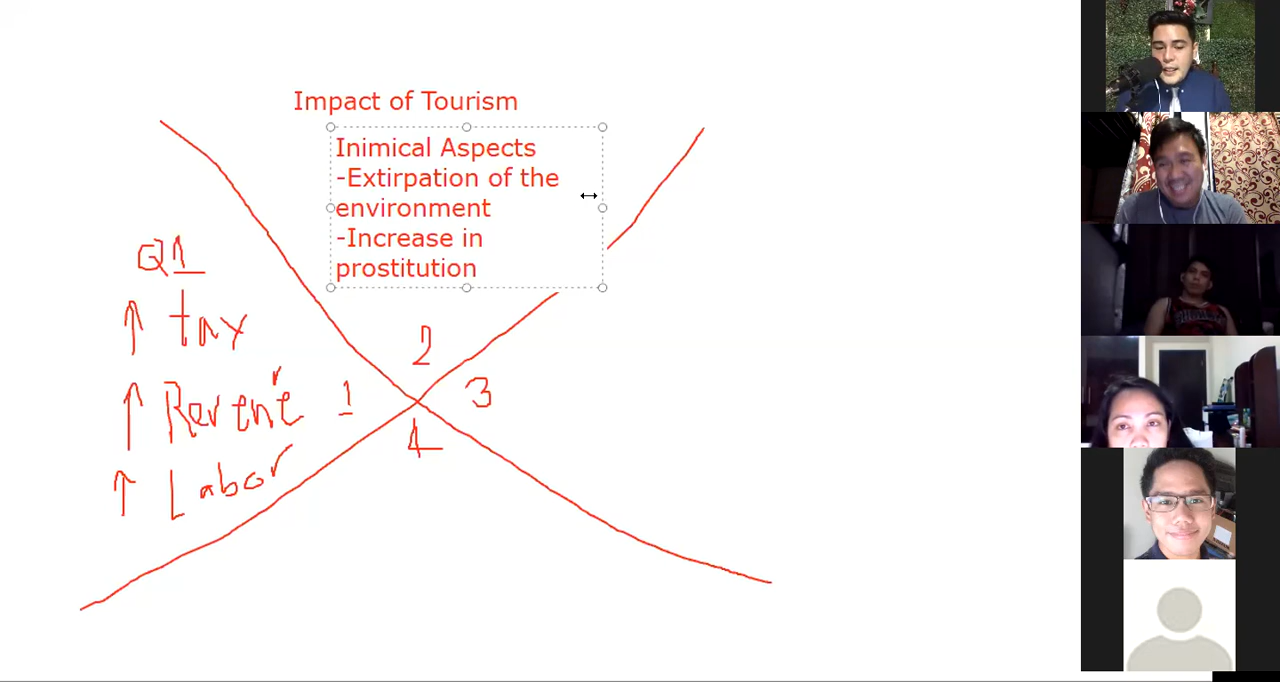 Impact of Tourism
Inimical Aspects
-Extirpation of the
environment
-Increase in
prostitution
Q1
↑ tax
↑
↑ Labor
1
2
3
4